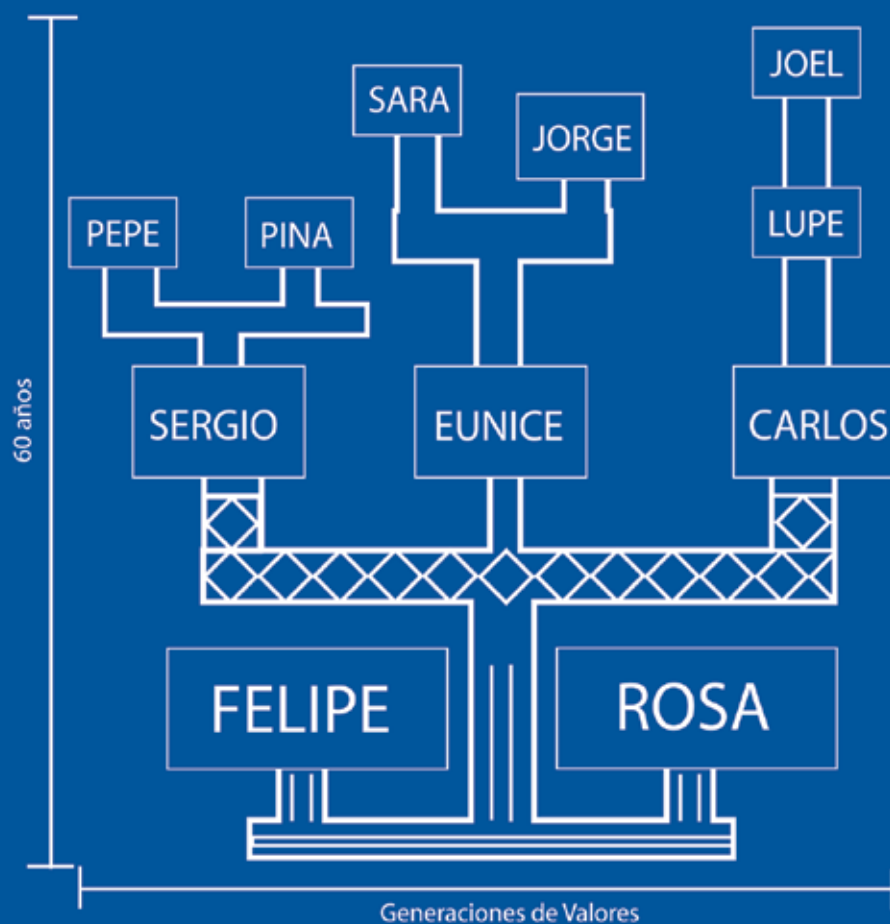 JOEL
SARA
JORGE
PEPE
PINA
LUPE
SERGIO
EUNICE
CARLOS
60 años
FELIPE
ROSA
Generaciones de Valores